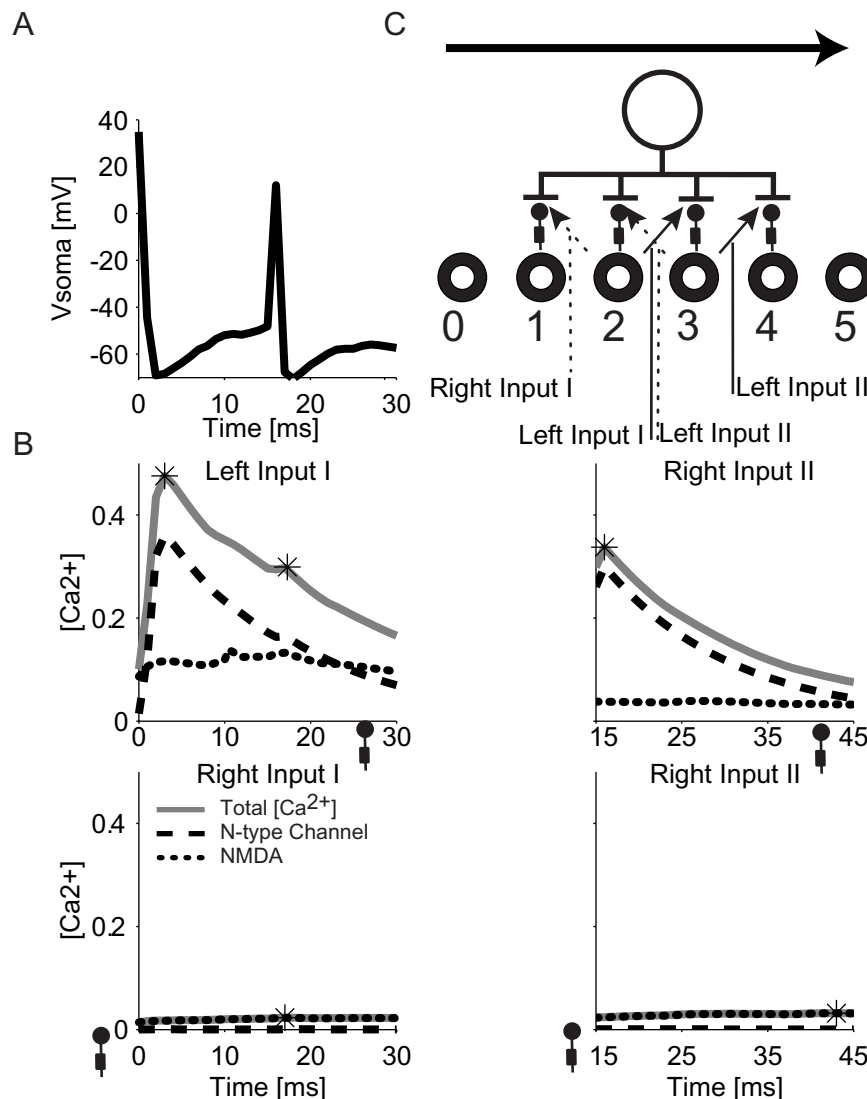 A
C
40
20
0
-20
-40
-60
Vsoma [mV]
0 10 20 30
Time [ms]
0 1 2 3 4 5
Right Input I
Left Input II
Left Input I
Left Input II
B
Left Input I
Right Input II
0.4
0.2
0
[Ca2+]
0 10 20 30
15 25 35 45
Right Input I
Right Input II
Total [Ca2+]
N-type Channel
NMDA
0.4
0.2
0
[Ca2+]
0 10 20 30
15 25 35 45
Time [ms]
Time [ms]